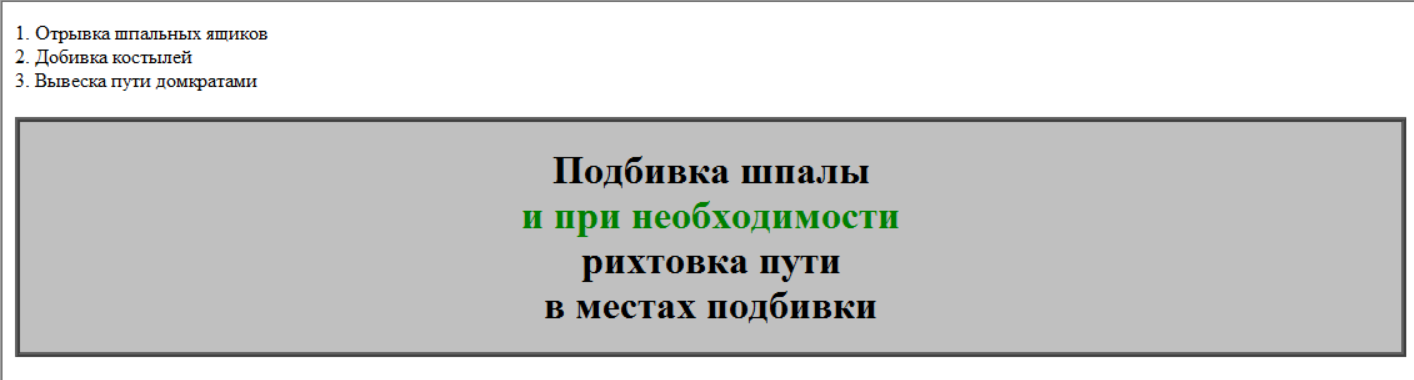 1. Отрывка шпальных ящиков
2. Добивка костылей
3. Вывеска пути домкратами
Подбивка шпалы
и при необходимости
рихтовка пути
в местах подбивки